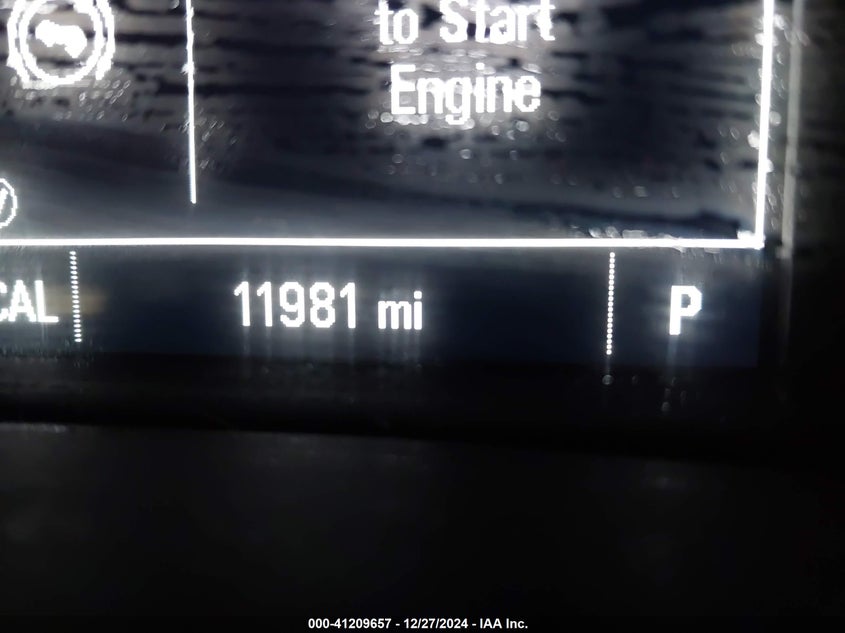 to Start
Engine
CAL
11981 mi
P
000-41209657 - 12/27/2024 - IAA Inc.